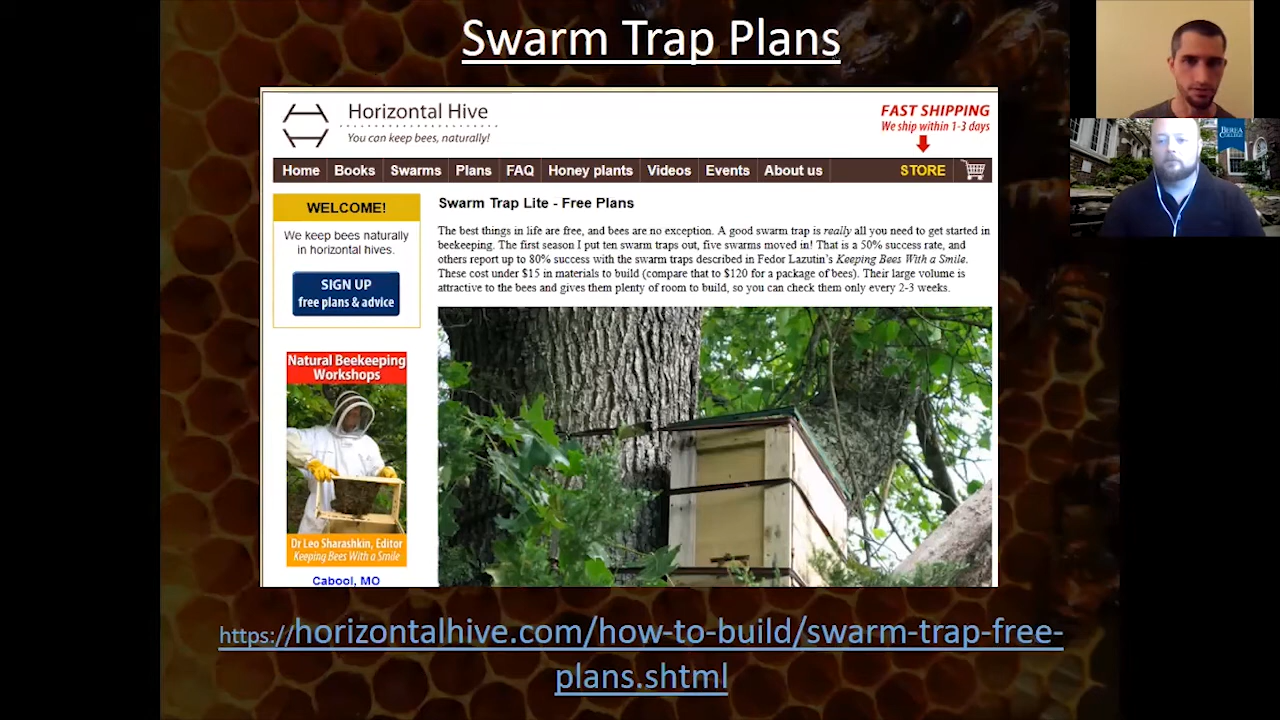 Swarm Trap Plans
Horizontal Hive
You can keep bees, naturally!
FAST SHIPPING
We ship within 1-3 days
Home Books Swarms Plans FAQ Honey plants Videos Events About us STORE
WELCOME!
We keep bees naturally
in horizontal hives.
SIGN UP
free plans & advice
Natural Beekeeping
Workshops
Dr Leo Sharashkin, Editor
Keeping Bees With a Smile
Cabool, MO
Swarm Trap Lite - Free Plans
The best things in life are free, and bees are no exception. A good swarm trap is really all you need to get started in
beekeeping. The first season I put ten swarm traps out, five swarms moved in! That is a 50% success rate, and
others report up to 80% success with the swarm traps described in Fedor Lazutin's Keeping Bees With a Smile.
These cost under $15 in materials to build (compare that to $120 for a package of bees). Their large volume is
attractive to the bees and gives them plenty of room to build, so you can check them only every 2-3 weeks.
https://horizontalhive.com/how-to-build/swarm-trap-free-
plans.shtml
BEREA
COLLEGE